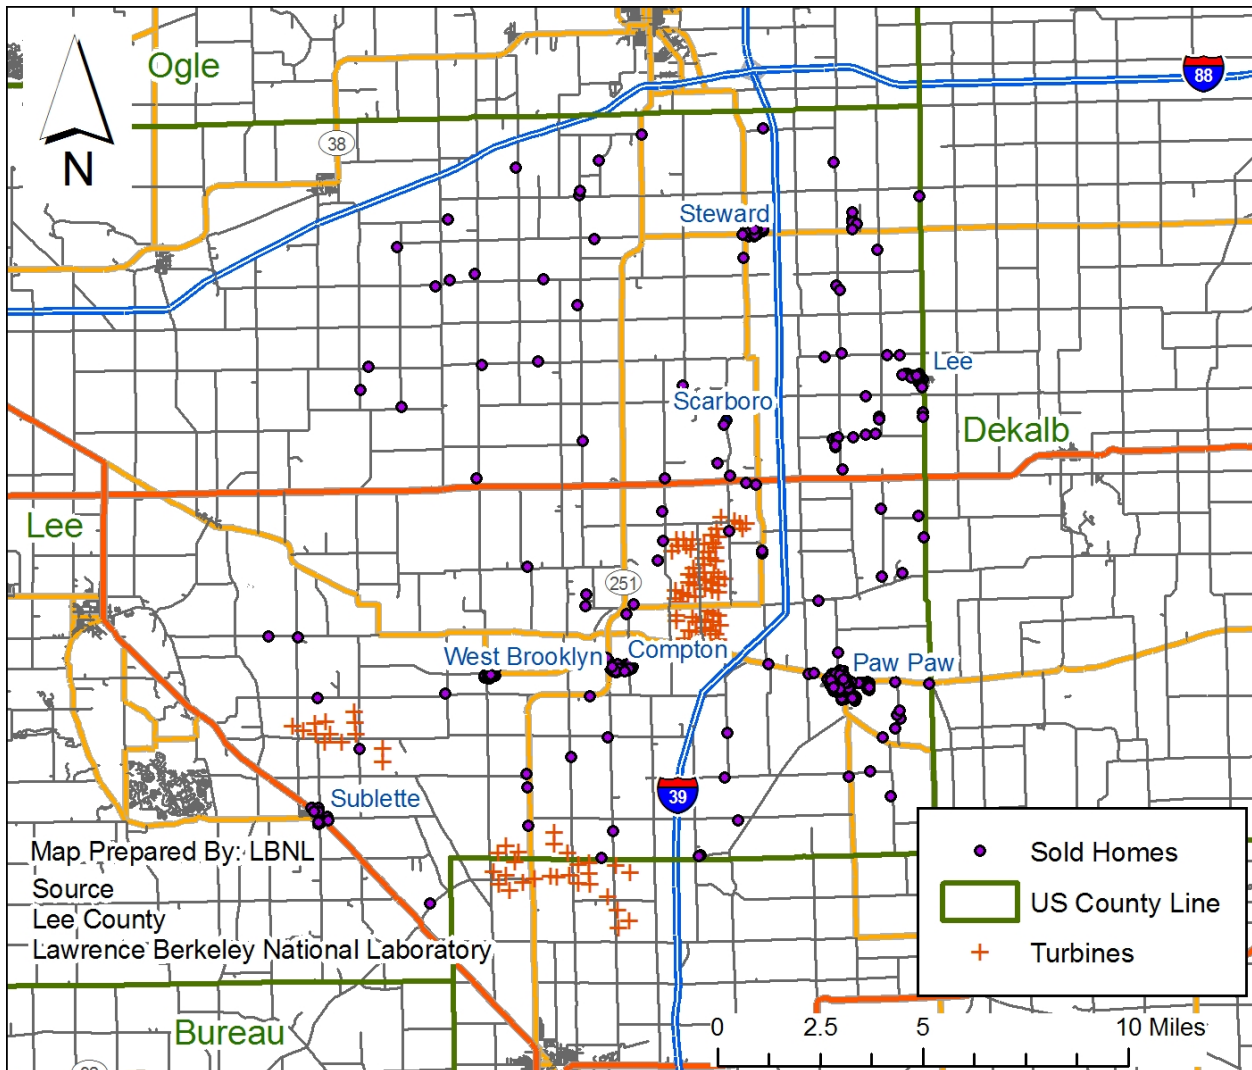 Ogle
88
38
N
Steward
Lee
Scarboro
Dekalb
Lee
251
West Brooklyn
Compton
Paw Paw
39
Sublette
Map Prepared By: LBNL
Source
Lee County
Lawrence Berkeley National Laboratory
Sold Homes
US County Line
Turbines
Bureau
0 2.5 5 10 Miles